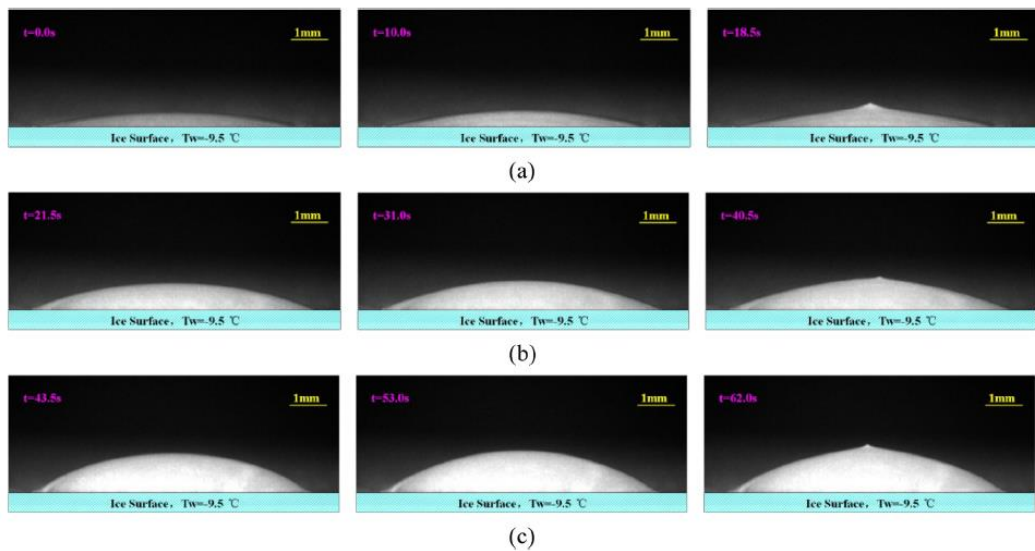 t=0.0s 1mm t=10.0s 1mm t=18.5s 1mm
Ice Surface, Tw=-9.5 ℃ Ice Surface, Tw=-9.5 ℃ Ice Surface, Tw=-9.5 ℃
(a)
t=21.5s 1mm t=31.0s 1mm t=40.5s 1mm
Ice Surface, Tw=-9.5 ℃ Ice Surface, Tw=-9.5 ℃ Ice Surface, Tw=-9.5 ℃
(b)
t=43.5s 1mm t=53.0s 1mm t=62.0s 1mm
Ice Surface, Tw=-9.5 ℃ Ice Surface, Tw=-9.5 ℃ Ice Surface, Tw=-9.5 ℃
(c)